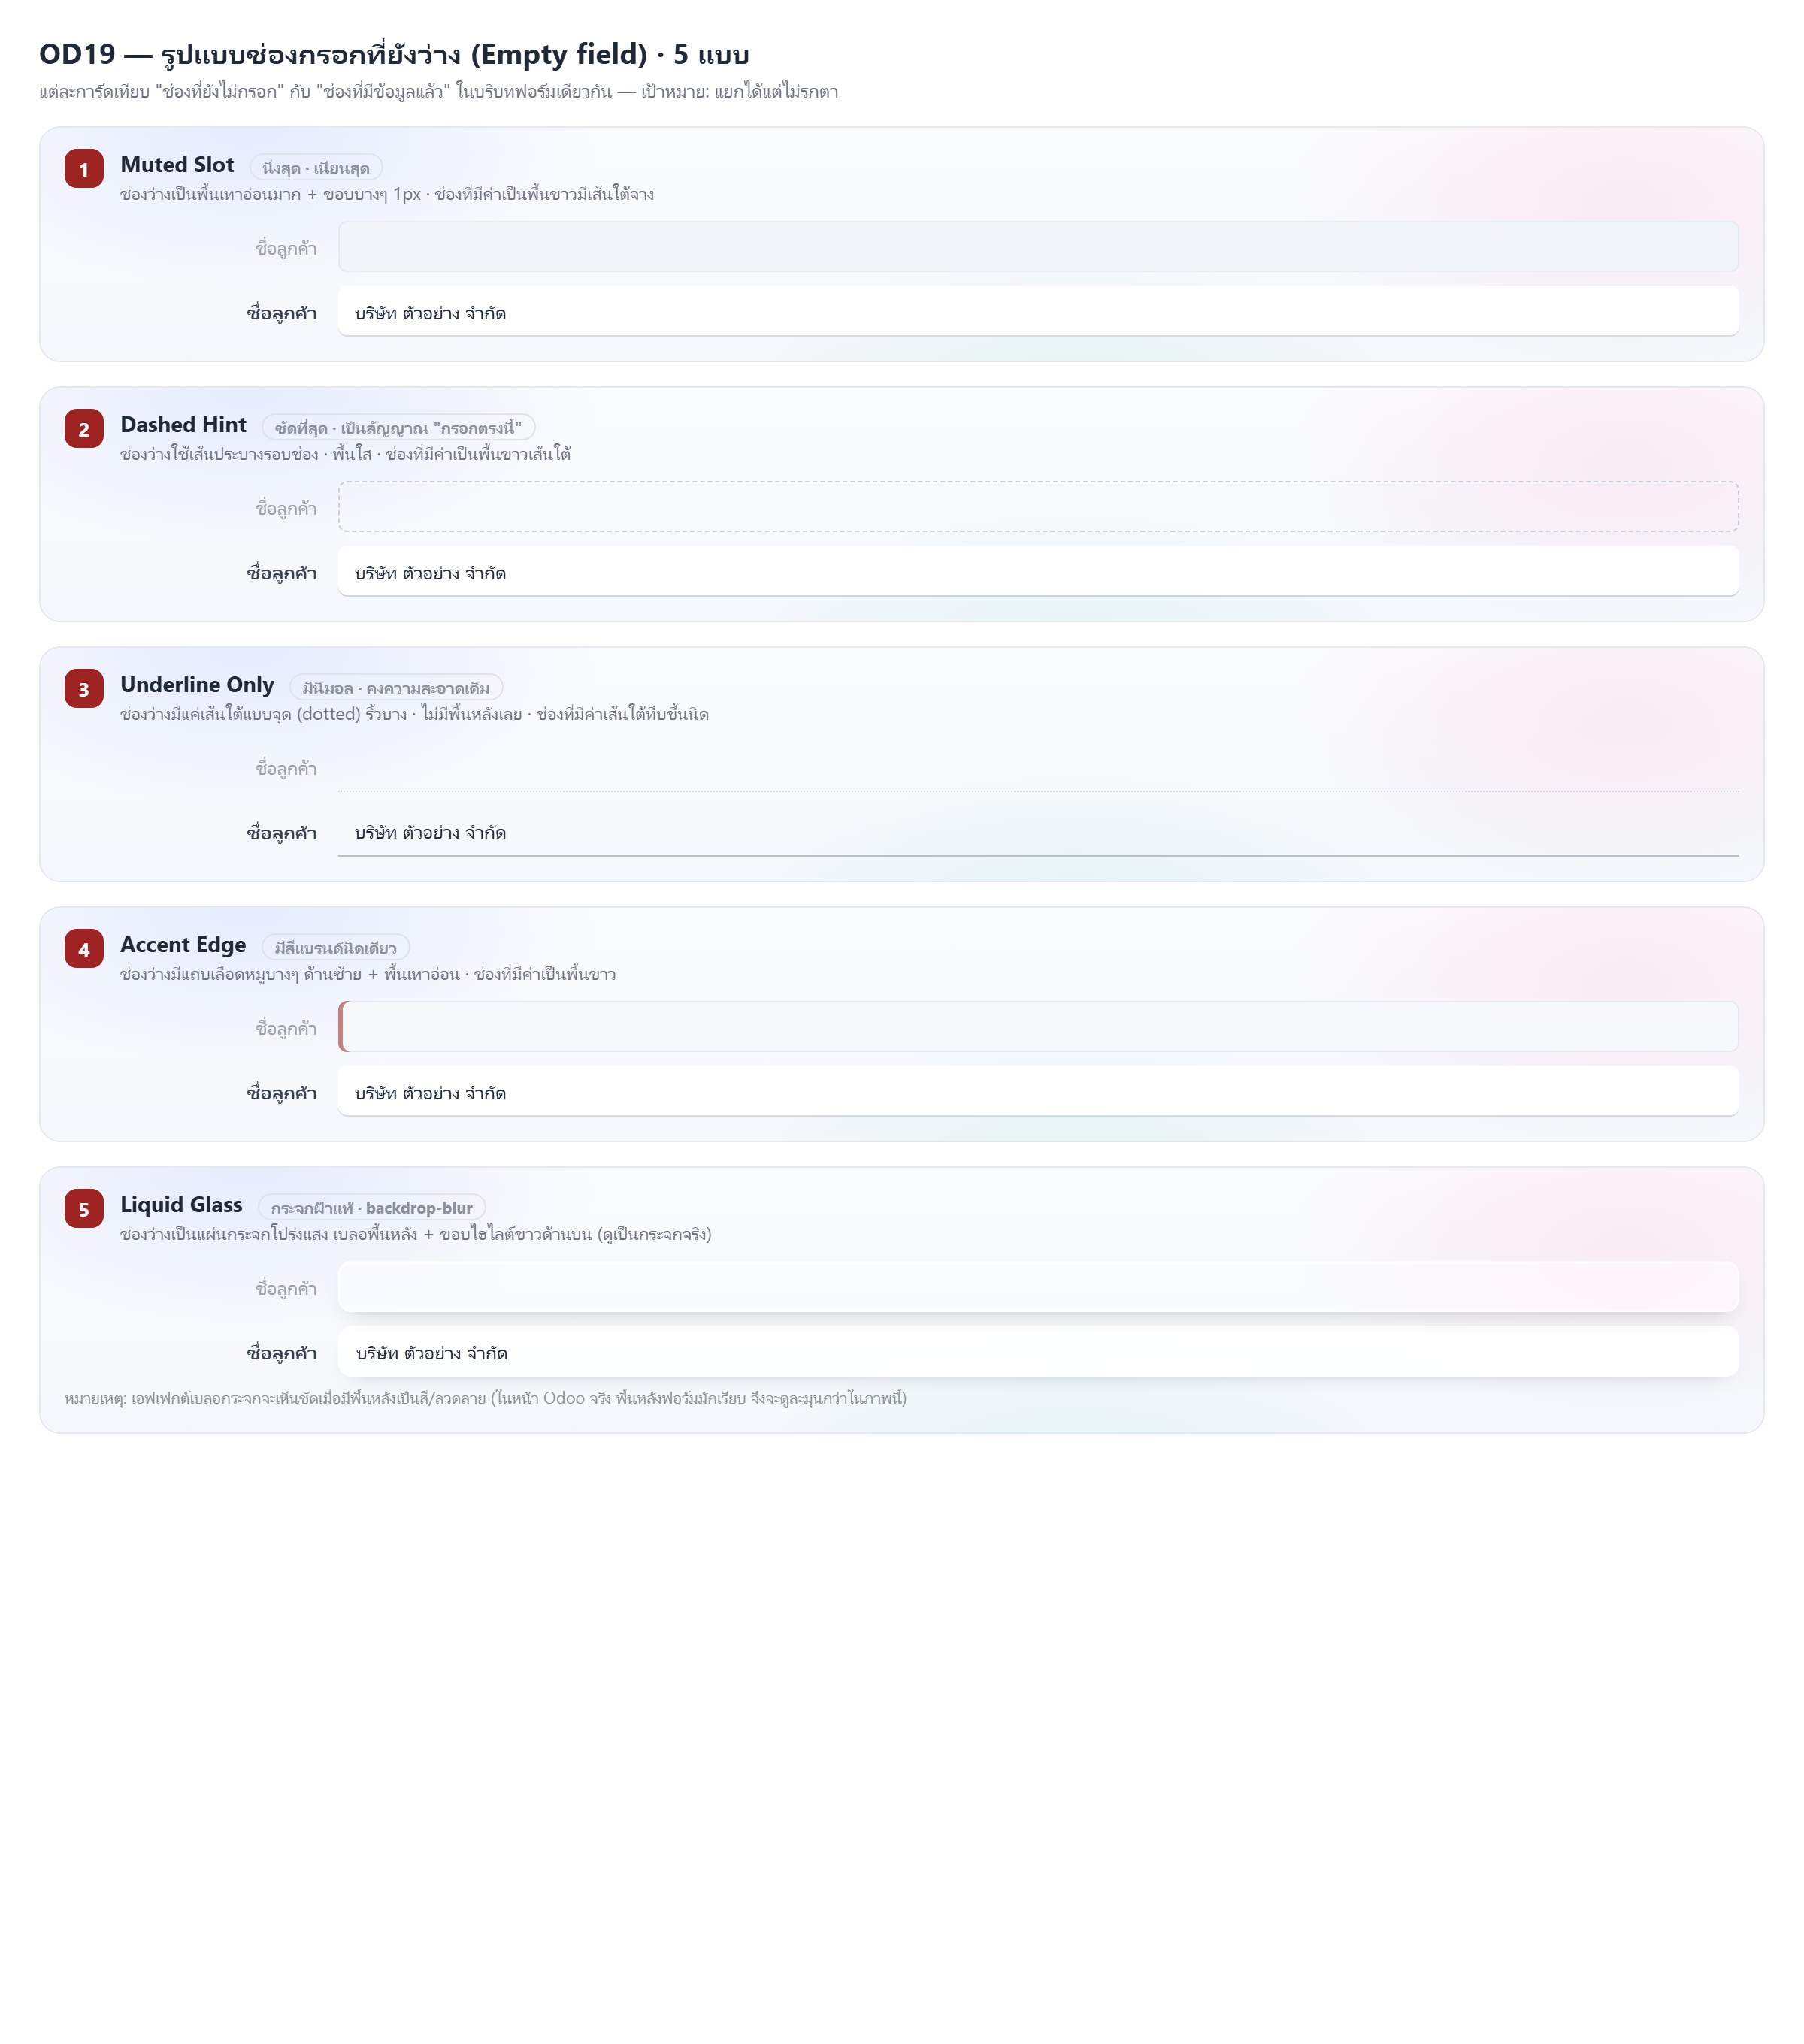 OD19 — รูปแบบช่องกรอกที่ยังว่าง (Empty field) · 5 แบบ
แต่ละการ์ดเทียบ "ช่องที่ยังไม่กรอก" กับ "ช่องที่มีข้อมูลแล้ว" ในบริบทฟอร์มเดียวกัน — เป้าหมาย: แยกได้แต่ไม่รกตา
1 Muted Slot นิ่งสุด · เนียนสุด
ช่องว่างเป็นพื้นเทาอ่อนมาก + ขอบบางๆ 1px · ช่องที่มีค่าเป็นพื้นขาวมีเส้นใต้จาง
ชื่อลูกค้า
ชื่อลูกค้า บริษัท ตัวอย่าง จำกัด
2 Dashed Hint ชัดที่สุด · เป็นสัญญาณ "กรอกตรงนี้"
ช่องว่างใช้เส้นประบางรอบช่อง · พื้นใส · ช่องที่มีค่าเป็นพื้นขาวเส้นใต้
ชื่อลูกค้า
ชื่อลูกค้า บริษัท ตัวอย่าง จำกัด
3 Underline Only มินิมอล · คงความสะอาดเดิม
ช่องว่างมีแค่เส้นใต้แบบจุด (dotted) ริ้วบาง · ไม่มีพื้นหลังเลย · ช่องที่มีค่าเส้นใต้ทึบขึ้นนิด
ชื่อลูกค้า
ชื่อลูกค้า บริษัท ตัวอย่าง จำกัด
4 Accent Edge มีสีแบรนด์นิดเดียว
ช่องว่างมีแถบเลือดหมูบางๆ ด้านซ้าย + พื้นเทาอ่อน · ช่องที่มีค่าเป็นพื้นขาว
ชื่อลูกค้า
ชื่อลูกค้า บริษัท ตัวอย่าง จำกัด
5 Liquid Glass กระจกฝ้าแท้ · backdrop-blur
ช่องว่างเป็นแผ่นกระจกโปร่งแสง เบลอพื้นหลัง + ขอบไฮไลต์ขาวด้านบน (ดูเป็นกระจกจริง)
ชื่อลูกค้า
ชื่อลูกค้า บริษัท ตัวอย่าง จำกัด
หมายเหตุ: เอฟเฟกต์เบลอกระจกจะเห็นชัดเมื่อมีพื้นหลังเป็นสี/ลวดลาย (ในหน้า Odoo จริง พื้นหลังฟอร์มมักเรียบ จึงจะดูละมุนกว่าในภาพนี้)